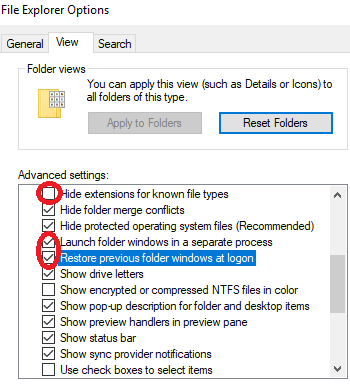 File Explorer Options
General View Search
Folder views
You can apply this view (such as Details or Icons) to
all folders of this type.
Apply to Folders Reset Folders
Advanced settings:
Hide extensions for known file types
Hide folder merge conflicts
Hide protected operating system files (Recommended)
Launch folder windows in a separate process
Restore previous folder windows at logon
Show drive letters
Show encrypted or compressed NTFS files in color
Show pop-up description for folder and desktop items
Show preview handlers in preview pane
Show status bar
Show sync provider notifications
Use check boxes to select items